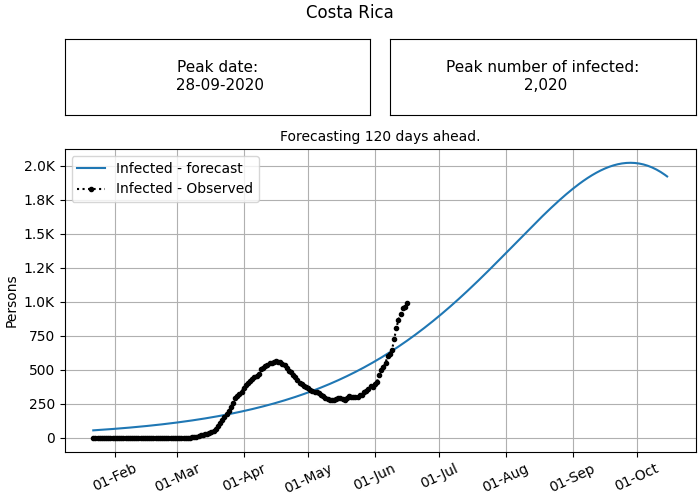 Costa Rica
Peak date:
28-09-2020
Peak number of infected:
2,020
Forecasting 120 days ahead.
Infected - forecast
Infected - Observed
Persons
2.0K
1.8K
1.5K
1.2K
1.0K
750
500
250
0
01-Feb
01-Mar
01-Apr
01-May
01-Jun
01-Jul
01-Aug
01-Sep
01-Oct